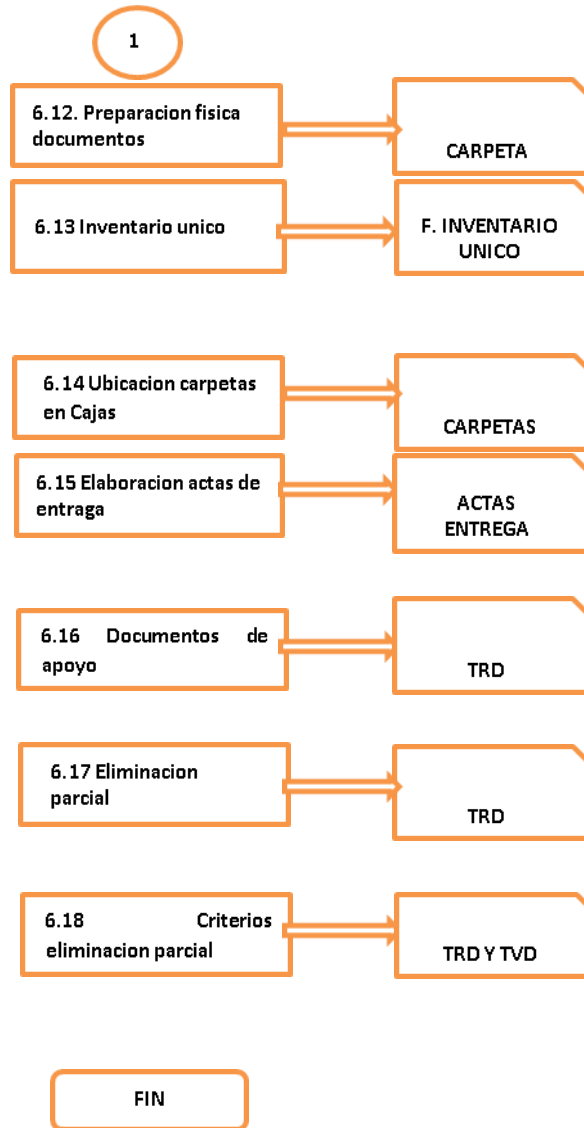 1
6.12. Preparacion fisica
documentos
CARPETA
6.13 Inventario unico
F. INVENTARIO
UNICO
6.14 Ubicacion carpetas
en Cajas
CARPETAS
6.15 Elaboracion actas de
entraga
ACTAS
ENTREGA
6.16 Documentos de
apoyo
TRD
6.17 Eliminacion
parcial
TRD
6.18 Criterios
eliminacion parcial
TRD Y TVD
FIN